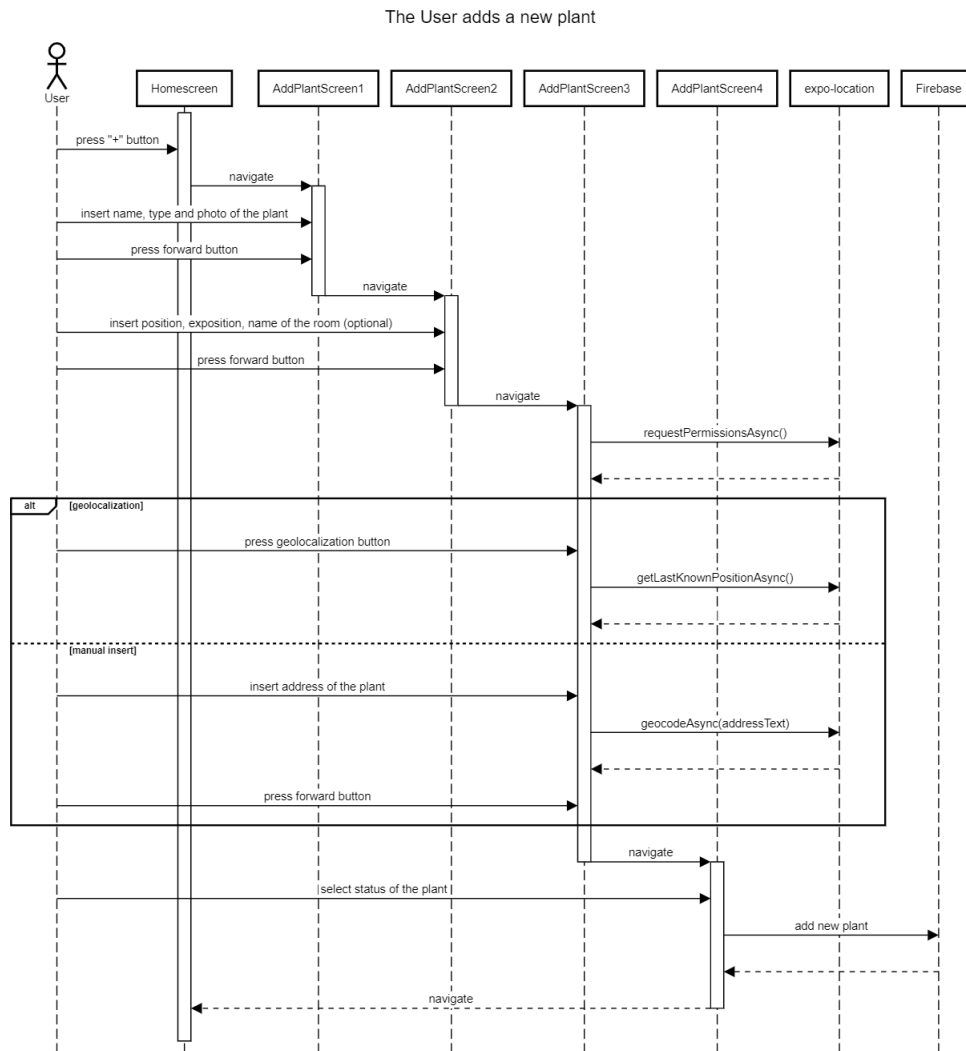 The User adds a new plant
User
Homescreen
AddPlantScreen1
AddPlantScreen2
AddPlantScreen3
AddPlantScreen4
expo-location
Firebase
press "+" button
navigate
insert name, type and photo of the plant
press forward button
navigate
insert position, exposition, name of the room (optional)
press forward button
navigate
requestPermissionsAsync()
alt
[geolocalization]
press geolocalization button
getLastKnownPositionAsync()
[manual insert]
insert address of the plant
geocodeAsync(addressText)
press forward button
navigate
select status of the plant
add new plant
navigate